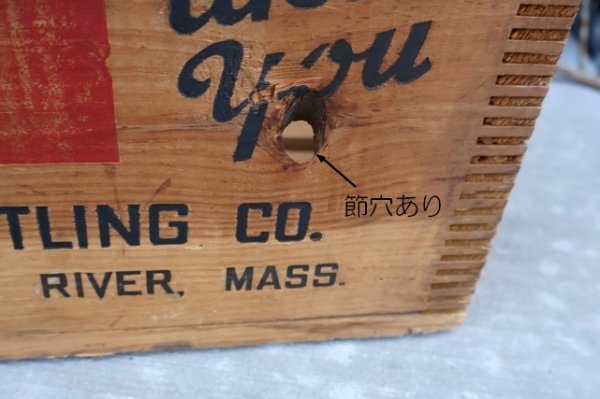 You
節穴あり
TLING CO.
RIVER, MASS.